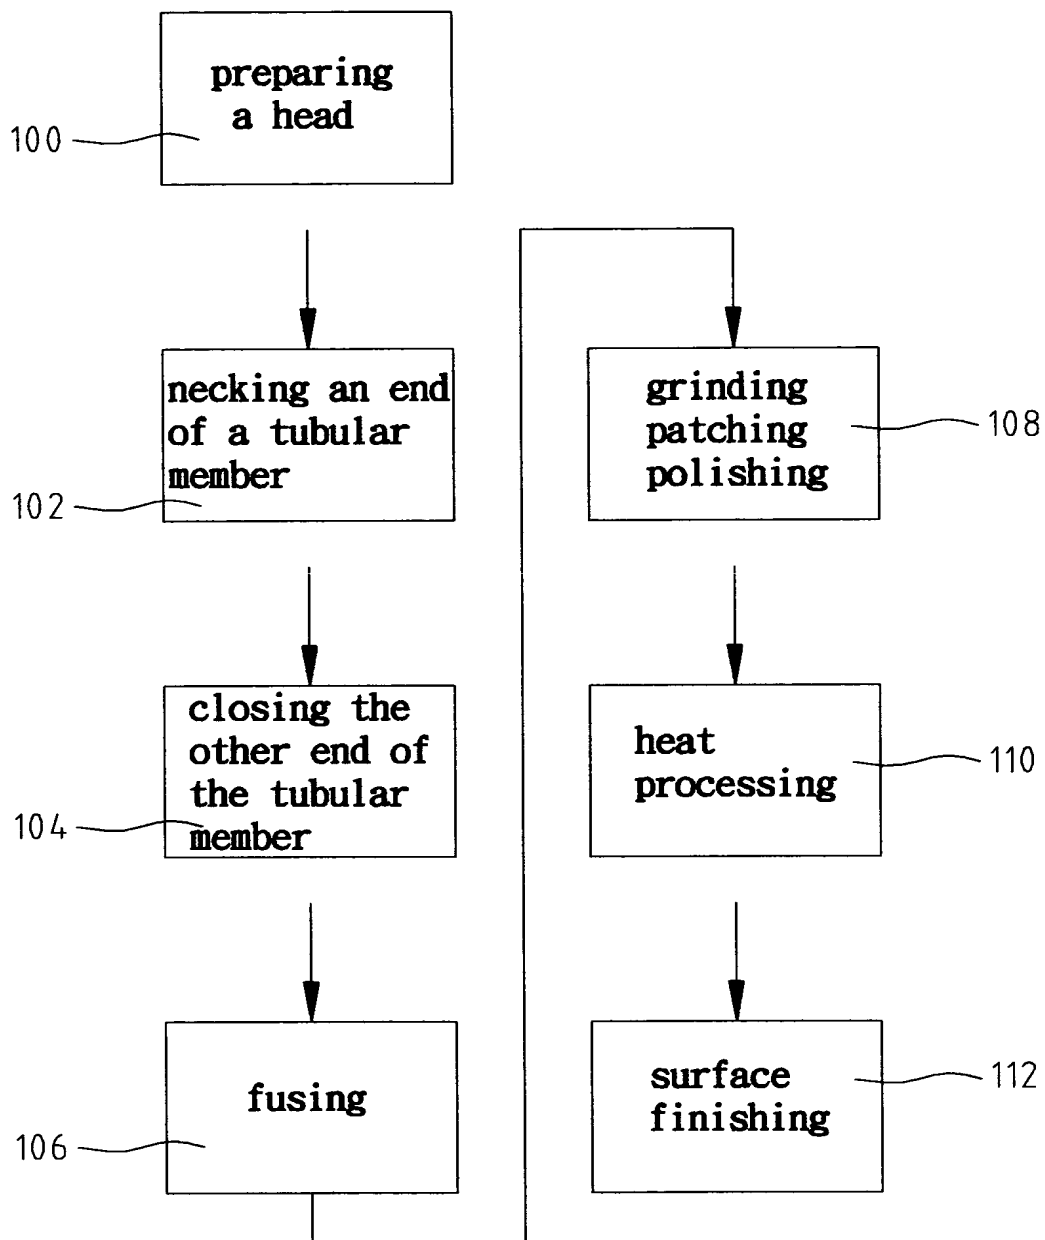 preparing
a head
100
necking an end
of a tubular
member
102
closing the
other end of
the tubular
member
104
fusing
106
grinding
patching
polishing
108
heat
processing
110
surface
finishing
112